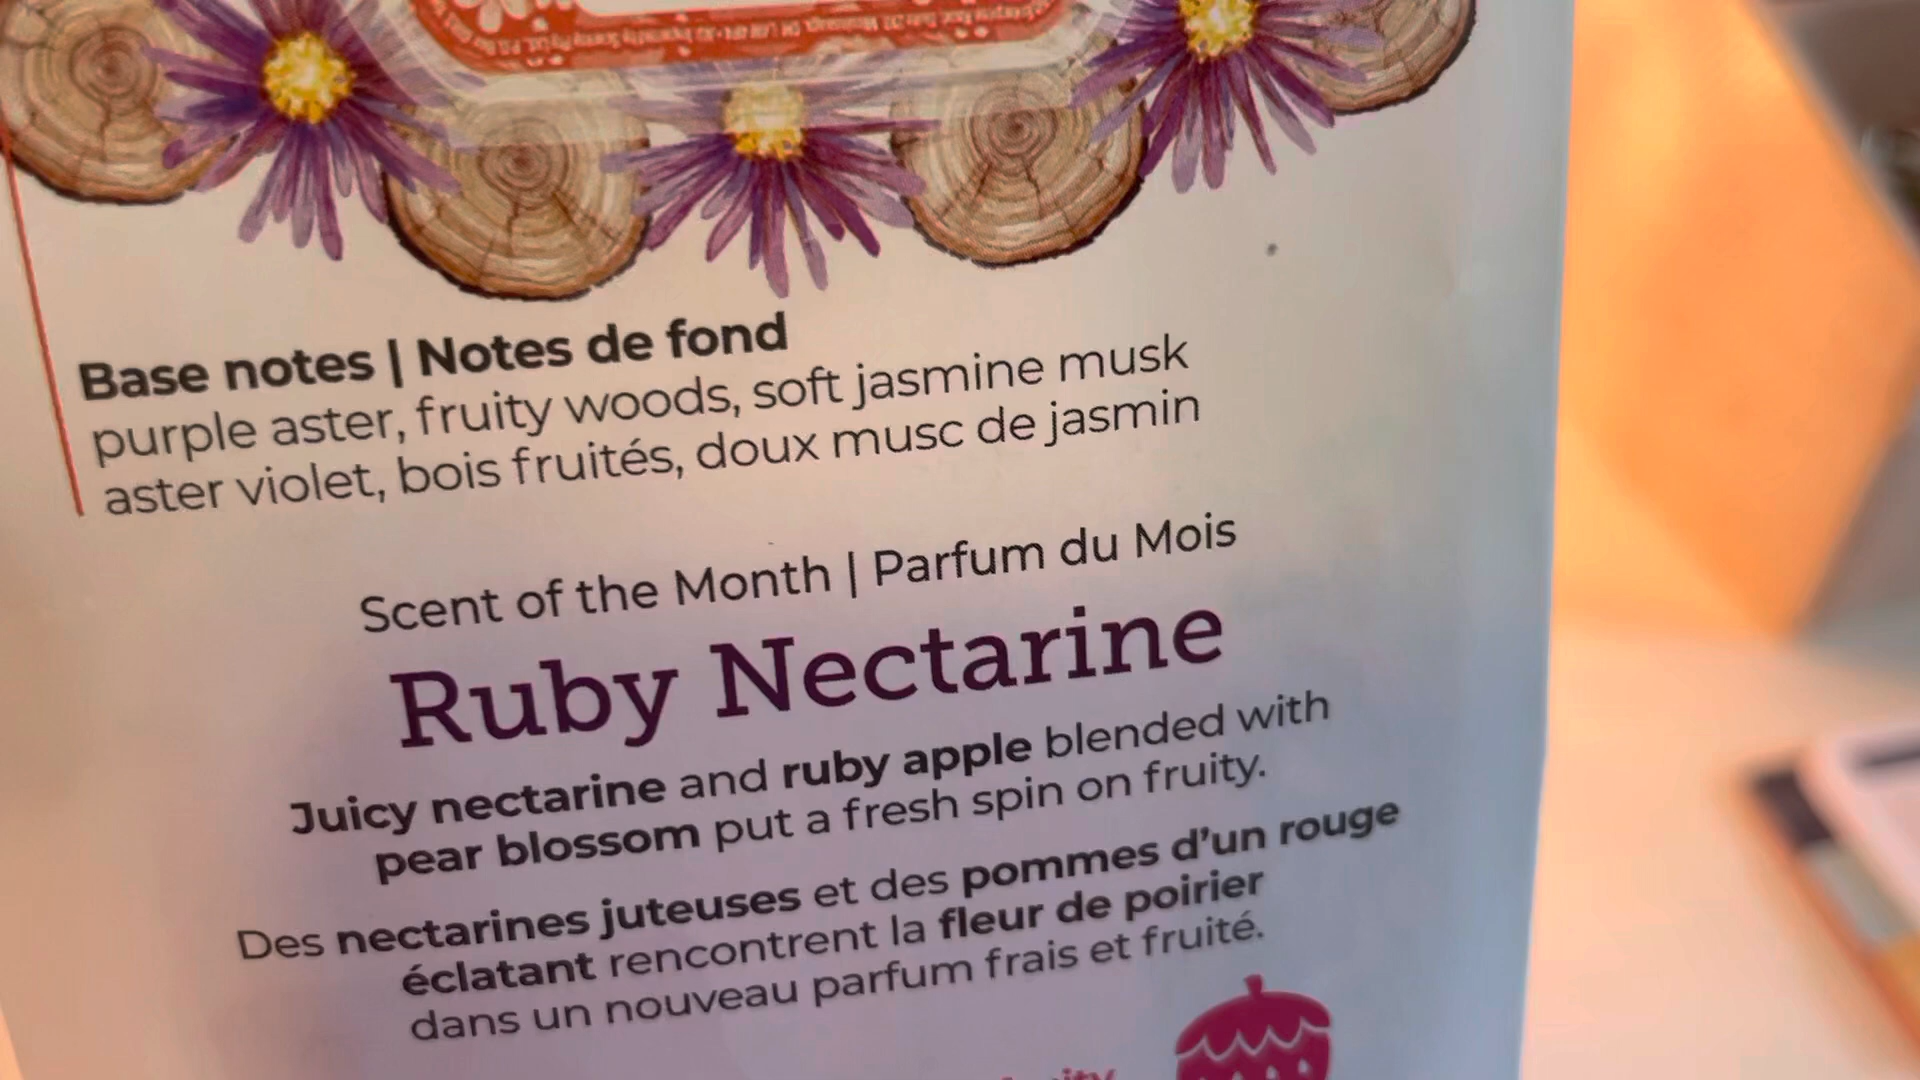 Base notes | Notes de fond
purple aster, fruity woods, soft jasmine musk
aster violet, bois fruités, doux musc de jasmin
Scent of the Month | Parfum du Mois
Ruby Nectarine
Juicy nectarine and ruby apple blended with
pear blossom put a fresh spin on fruity.
Des nectarines juteuses et des pommes d'un rouge
éclatant rencontrent la fleur de poirier
dans un nouveau parfum frais et fruité.